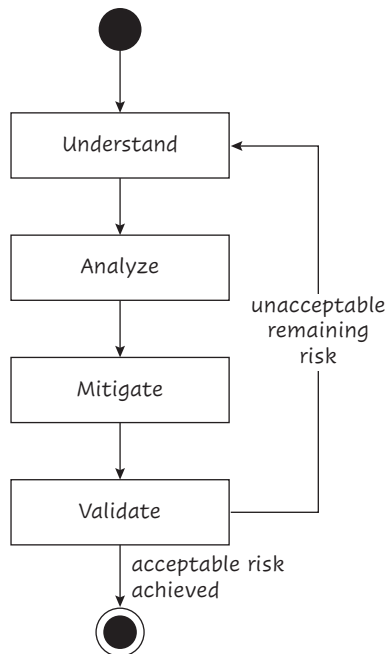 Understand
Analyze
unacceptable
remaining
risk
Mitigate
Validate
acceptable risk
achieved